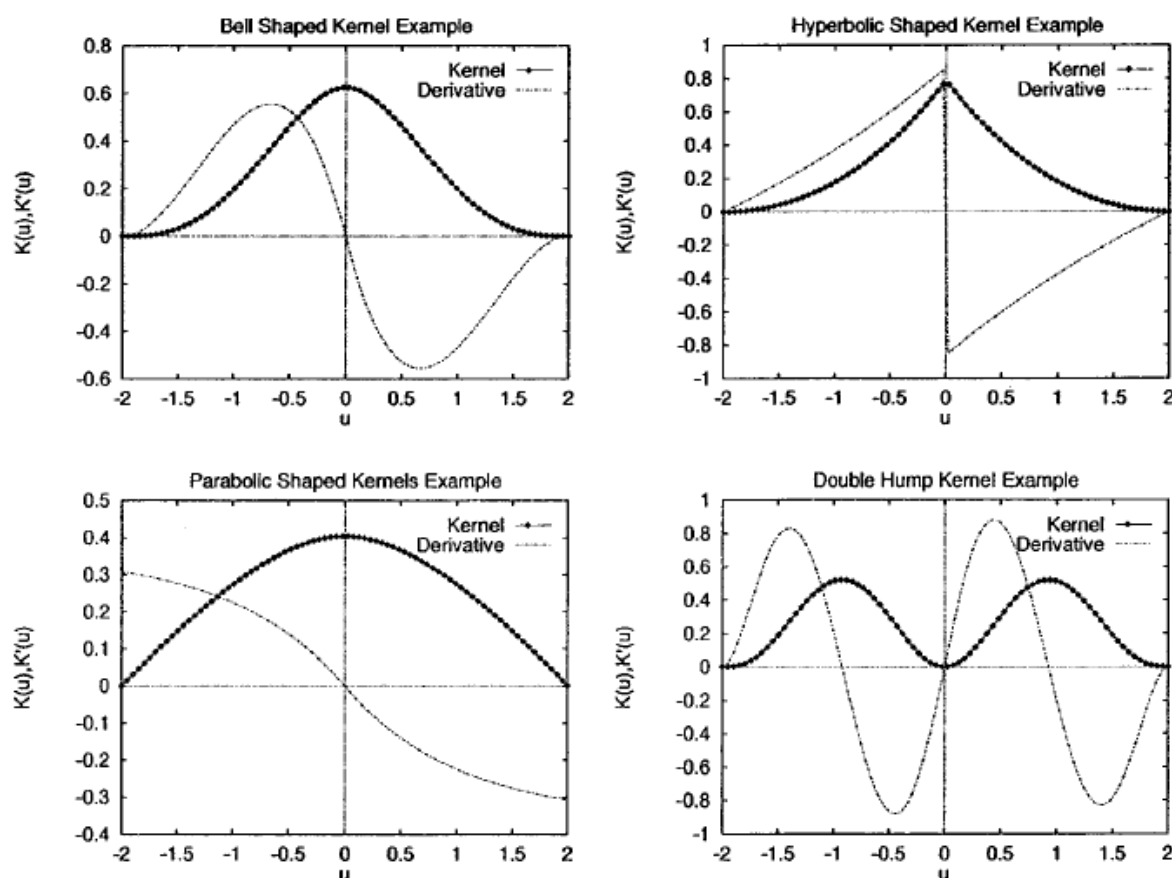 Bell Shaped Kernel Example
0.8
0.6
0.4
0.2
0
-0.2
-0.4
-0.6
K(u),K'(u)
Kernel
Derivative
-2 -1.5 -1 -0.5 0 0.5 1 1.5 2
u
Hyperbolic Shaped Kernel Example
1
0.8
0.6
0.4
0.2
0
-0.2
-0.4
-0.6
-0.8
-1
K(u),K'(u)
Kernel
Derivative
-2 -1.5 -1 -0.5 0 0.5 1 1.5 2
u
Parabolic Shaped Kernels Example
0.5
0.4
0.3
0.2
0.1
0
-0.1
-0.2
-0.3
-0.4
K(u),K'(u)
Kernel
Derivative
-2 -1.5 -1 -0.5 0 0.5 1 1.5 2
u
Double Hump Kernel Example
1
0.8
0.6
0.4
0.2
0
-0.2
-0.4
-0.6
-0.8
-1
K(u),K'(u)
Kernel
Derivative
-2 -1.5 -1 -0.5 0 0.5 1 1.5 2
u